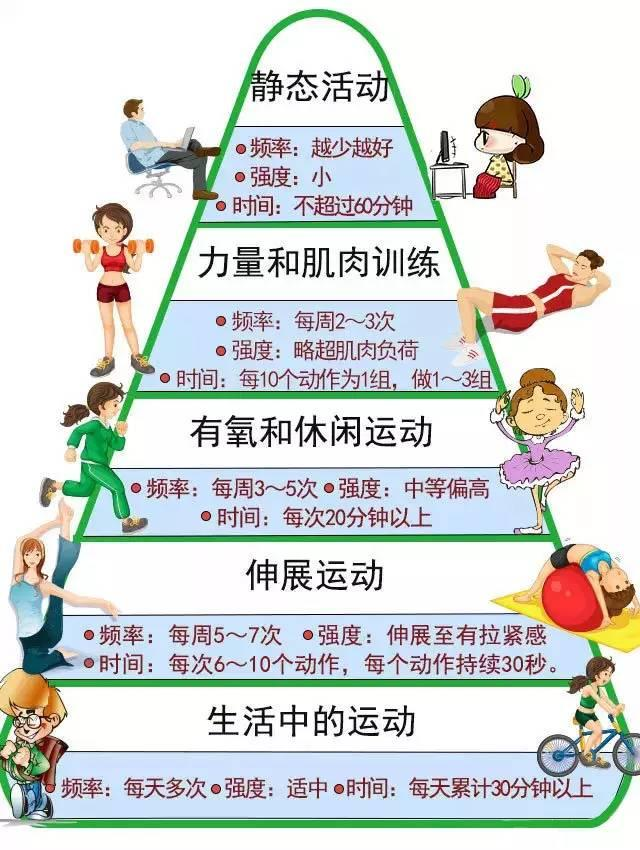 静态活动
●频率：越少越好
●强度：小
●时间：不超过60分钟
力量和肌肉训练
●频率：每周2～3次
●强度：略超肌肉负荷
●时间：每10个动作为1组，做1～3组
有氧和休闲运动
●频率：每周3～5次 ●强度：中等偏高
●时间：每次20分钟以上
伸展运动
●频率：每周5～7次 ●强度：伸展至有拉紧感
●时间：每次6～10个动作，每个动作持续30秒。
生活中的运动
●频率：每天多次 ●强度：适中 ●时间：每天累计30分钟以上